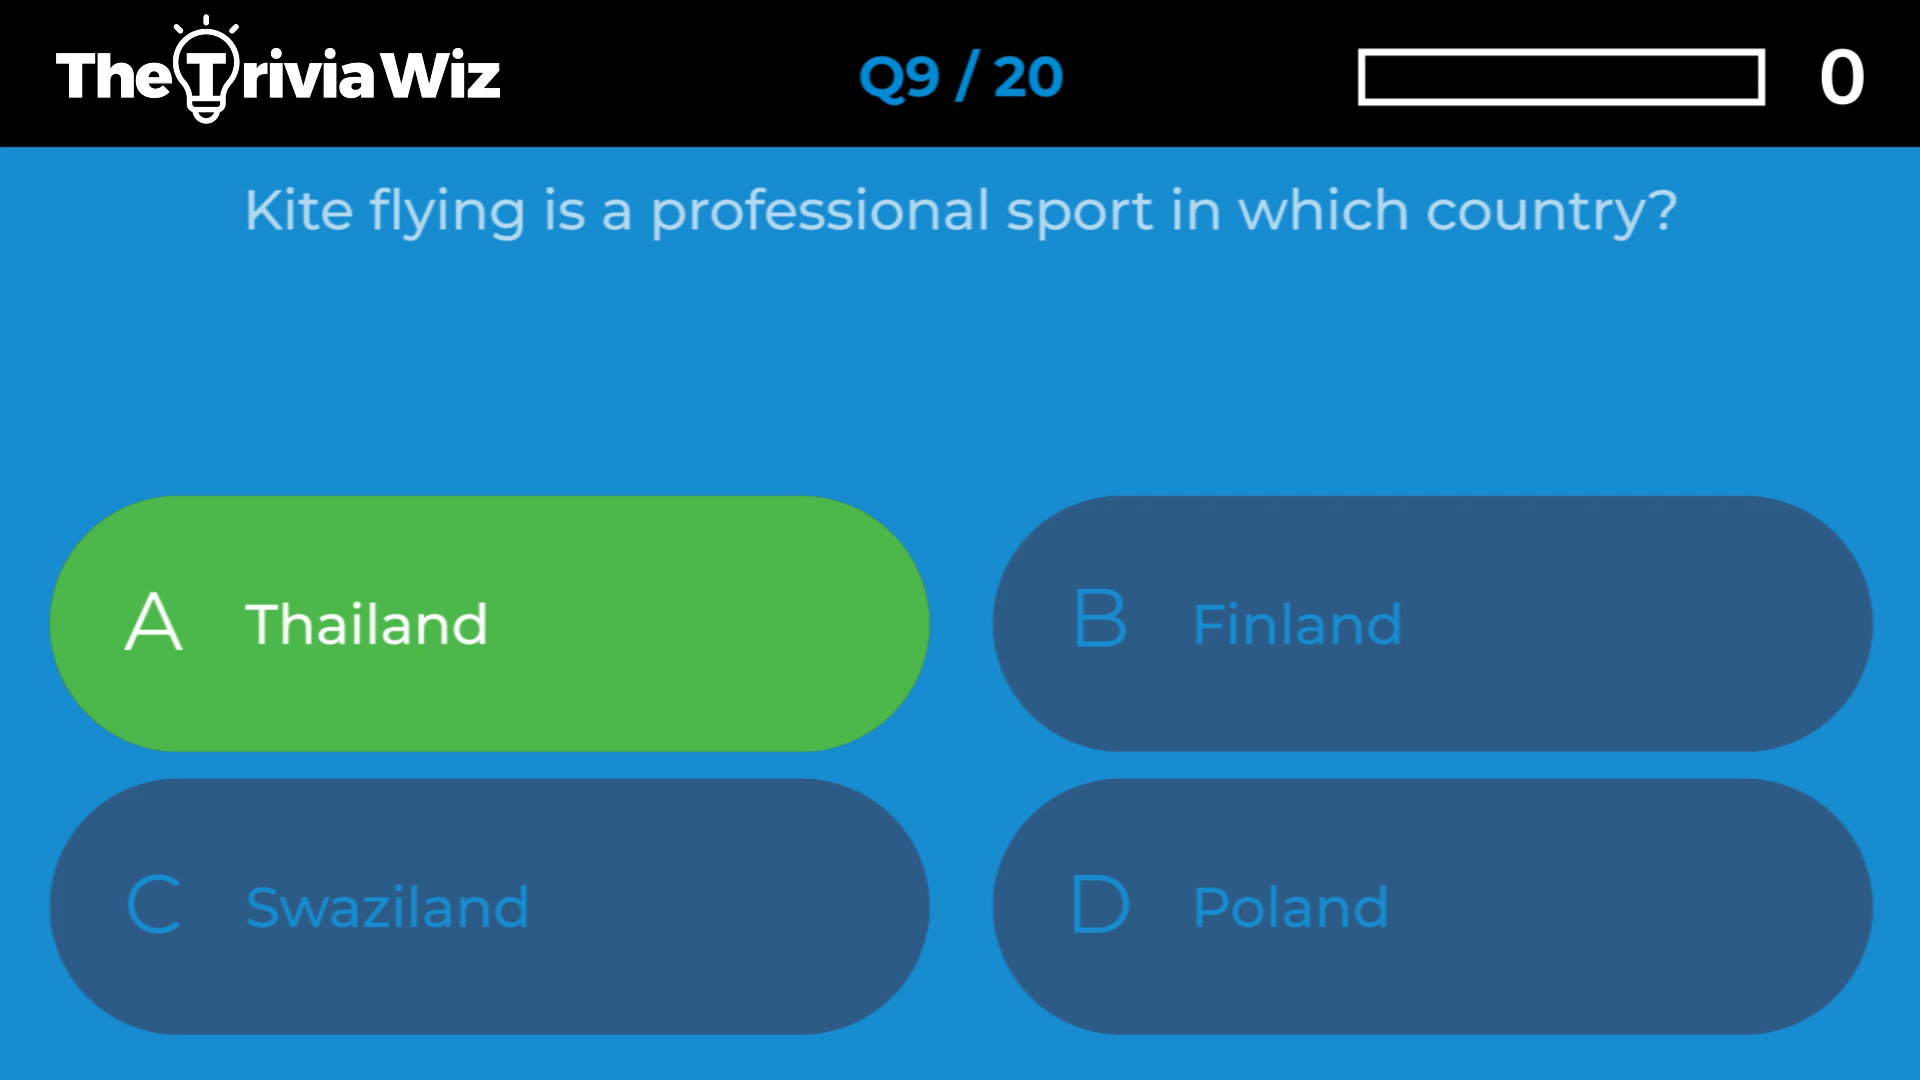 TheTriviaWiz
Q9 / 20
0
Kite flying is a professional sport in which country?
A Thailand
B Finland
C Swaziland
D Poland